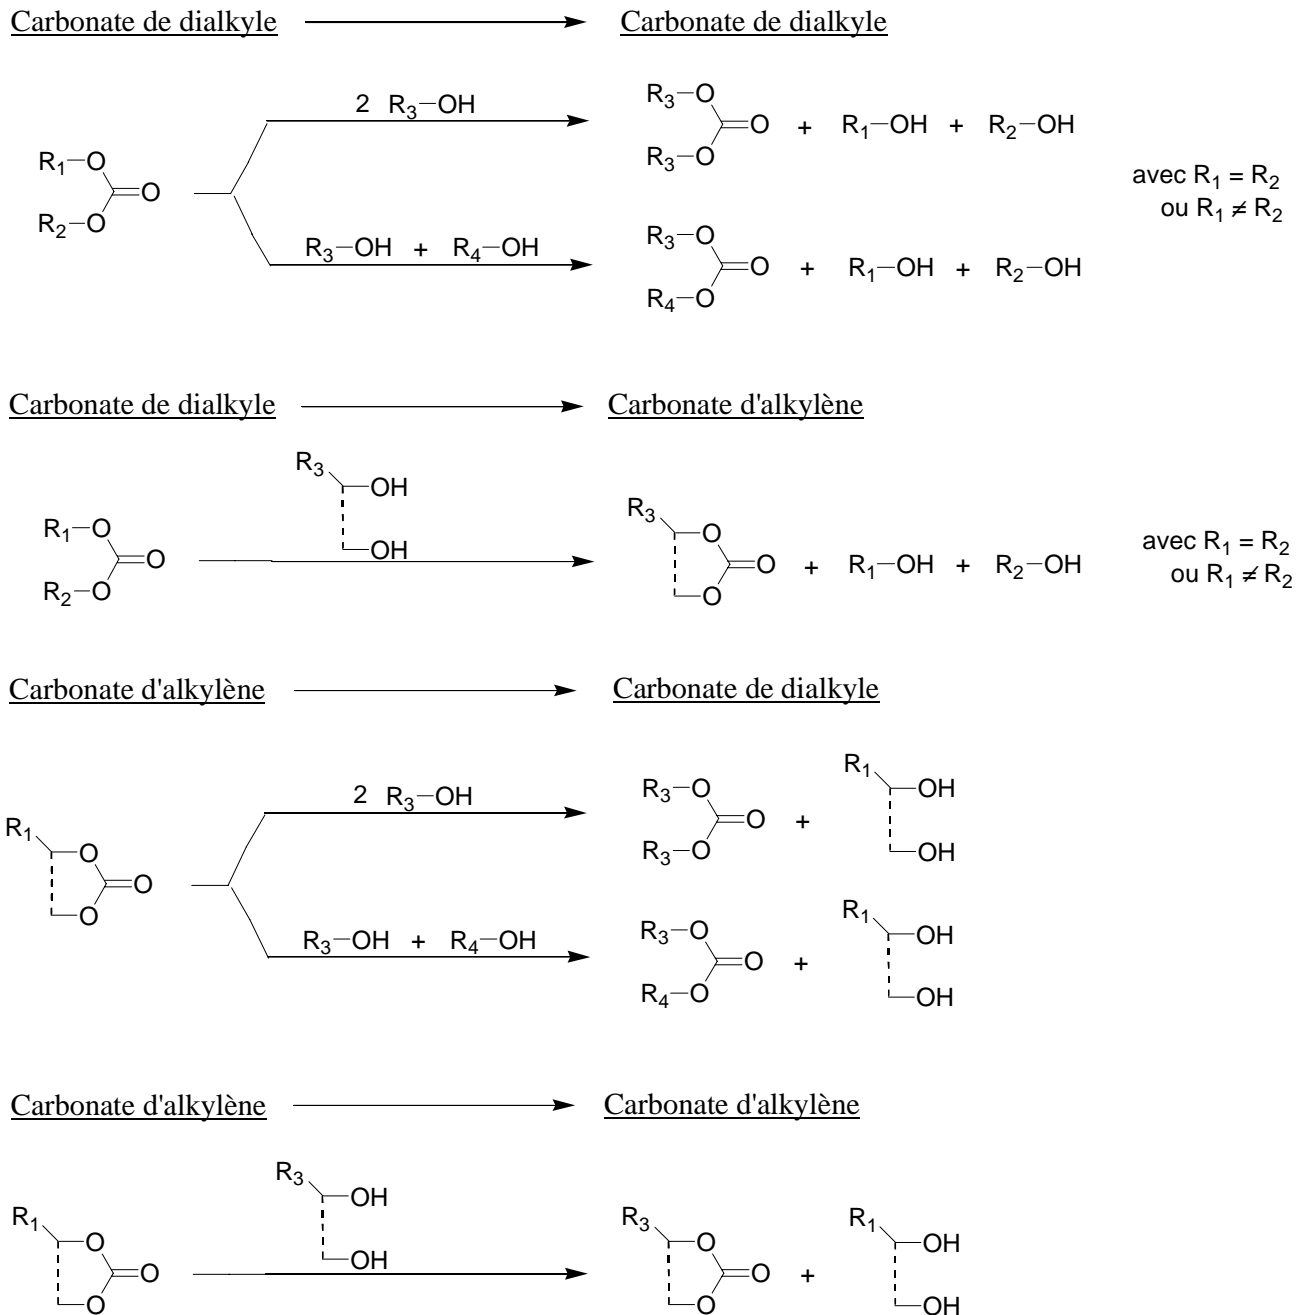 Carbonate de dialkyle Carbonate de dialkyle
2 R3-OH
R3-O
R3-O
O + R1-OH + R2-OH
R1-O
R2-O
O
avec R1 = R2
ou R1 ≠ R2
R3-OH + R4-OH
R3-O
R4-O
O + R1-OH + R2-OH
Carbonate de dialkyle Carbonate d'alkylène
R3
OH
OH
R1-O
R2-O
O
R3
O
O
O + R1-OH + R2-OH
avec R1 = R2
ou R1 ≠ R2
Carbonate d'alkylène Carbonate de dialkyle
2 R3-OH
R3-O
R3-O
O +
R1
OH
OH
R1
O
O
O
R3-OH + R4-OH
R3-O
R4-O
O +
R1
OH
OH
Carbonate d'alkylène Carbonate d'alkylène
R3
OH
OH
R1
O
O
O
R3
O
O
O +
R1
OH
OH